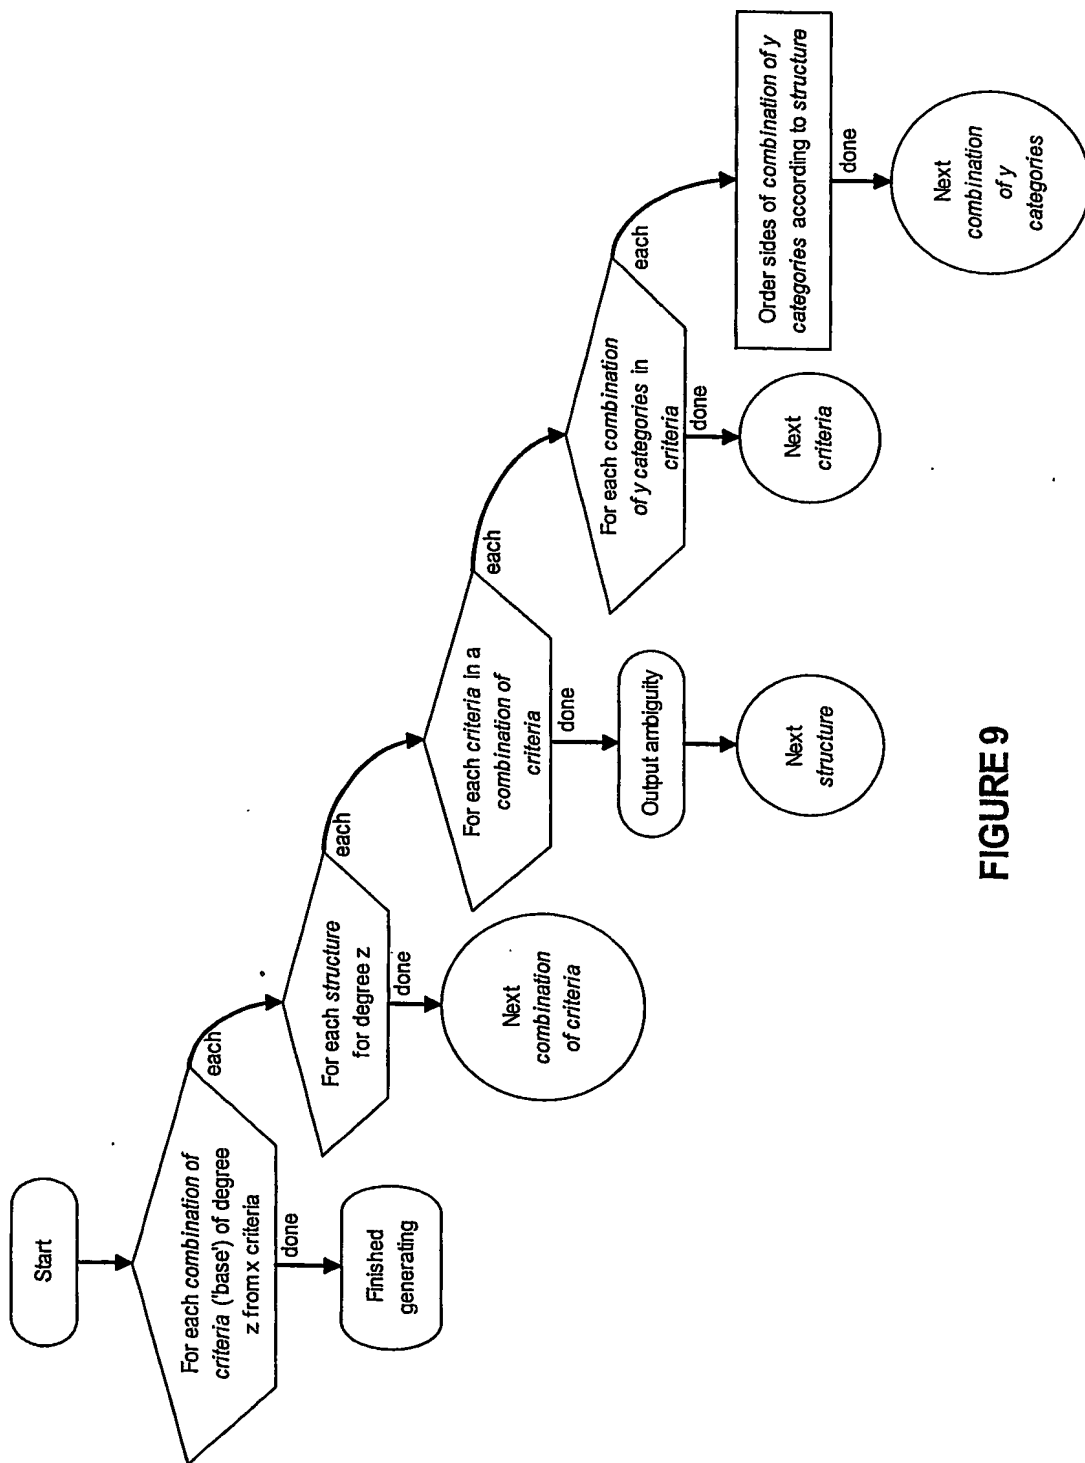 Start
For each combination of
criteria ('base') of degree
z from x criteria
each
done
Finished
generating
For each structure
for degree z
each
done
Next
combination
of criteria
For each criteria in a
combination of
criteria
each
done
Output ambiguity
Next
structure
For each combination
of y categories in
criteria
each
done
Next
criteria
Order sides of combination of y
categories according to structure
done
Next
combination
of y
categories
FIGURE 9